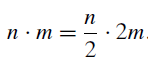 n · m = n/2 · 2m.